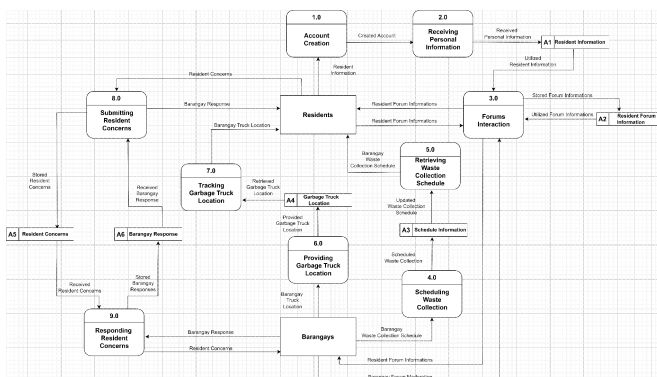 1.0
Account
Creation
Created Account
2.0
Receiving
Personal
Information
Received
Personal Information
A1 Resident Information
Utilized
Resident Information
Resident
Information
Resident Concerns
8.0
Submitting
Resident
Concerns
Barangay Response
Barangay Truck Location
Residents
Resident Forum Informations
Resident Forum Informations
3.0
Forums
Interaction
Stored Forum Informations
Utilized Forum Informations
A2 Resident Forum
Information
7.0
Tracking
Garbage Truck
Location
Retrieved
Garbage Truck
Location
Barangay
Waste
Collection Schedule
5.0
Retrieving
Waste
Collection
Schedule
Stored
Resident
Concerns
Received
Barangay
Response
A4 Garbage Truck
Location
Provided
Garbage Truck
Location
Updated
Waste Collection
Schedule
A5 Resident Concerns
A6 Barangay Response
A3 Schedule Information
6.0
Providing
Garbage Truck
Location
Scheduled
Waste Collection
4.0
Scheduling
Waste
Collection
Received
Resident Concerns
Stored
Barangay
Responses
Barangay
Truck
Location
9.0
Responding
Resident
Concerns
Barangay Response
Resident Concerns
Barangays
Barangay
Waste Collection Schedule
Resident Forum Informations